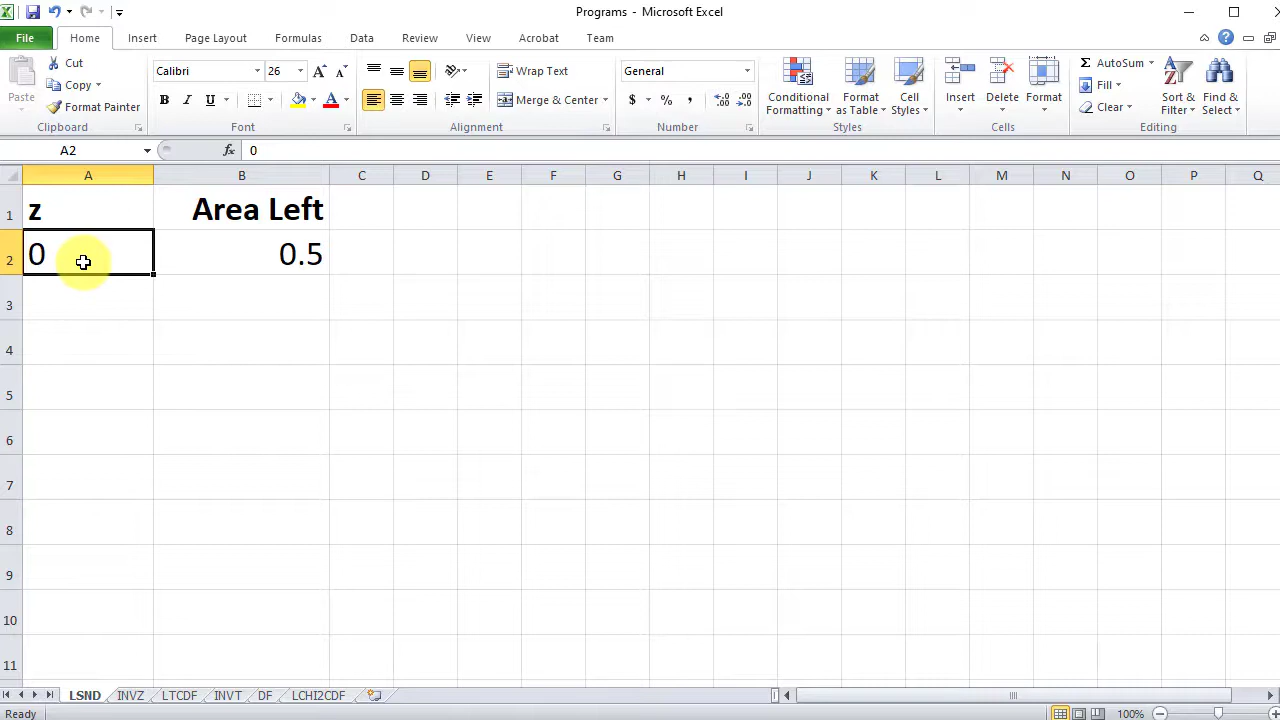 Programs - Microsoft Excel
File Home Insert Page Layout Formulas Data Review View Acrobat Team
Paste
Cut
Copy
Format Painter
Clipboard
Calibri 26
B I U
Font
Wrap Text
Merge & Center
Alignment
General
$ % ,
Number
Conditional Formatting
Format as Table
Cell Styles
Styles
Insert Delete Format
Cells
AutoSum
Fill
Clear
Sort & Filter
Find & Select
Editing
A2 fx 0
A B C D E F G H I J K L M N O P Q
1 z Area Left
2 0 0.5
3
4
5
6
7
8
9
10
11
LSND INVZ LTCDF INVT DF LCHI2CDF
Ready 100%